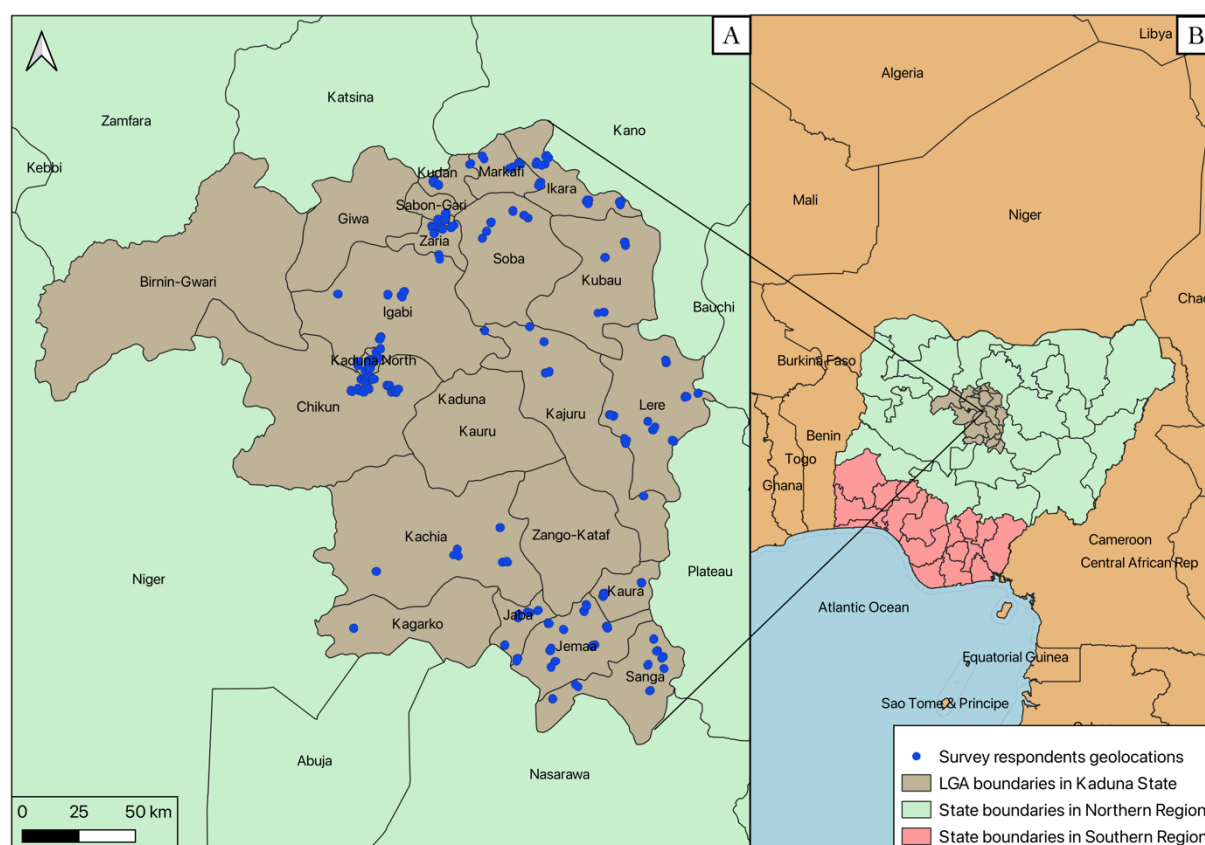 A
B
Libya
Algeria
Katsina
Zamfara
Kano
Kebbi
Kudan
Markafi
Ikara
Mali
Niger
Sabon-Gari
Giwa
Zaria
Soba
Birnin-Gwari
Kubau
Igabi
Bauchi
Kaduna North
Burkina Faso
Chikun
Kaduna
Kajuru
Lere
Kauru
Benin
Togo
Ghana
Kachia
Zango-Kataf
Cameroon
Central African Rep
Niger
Plateau
Kaura
Atlantic Ocean
Jaba
Kagarko
Jemaa
Equatorial Guinea
Sanga
Sao Tome & Principe
Abuja
Nasarawa
Survey respondents geolocations
LGA boundaries in Kaduna State
State boundaries in Northern Region
State boundaries in Southern Region
0 25 50 km